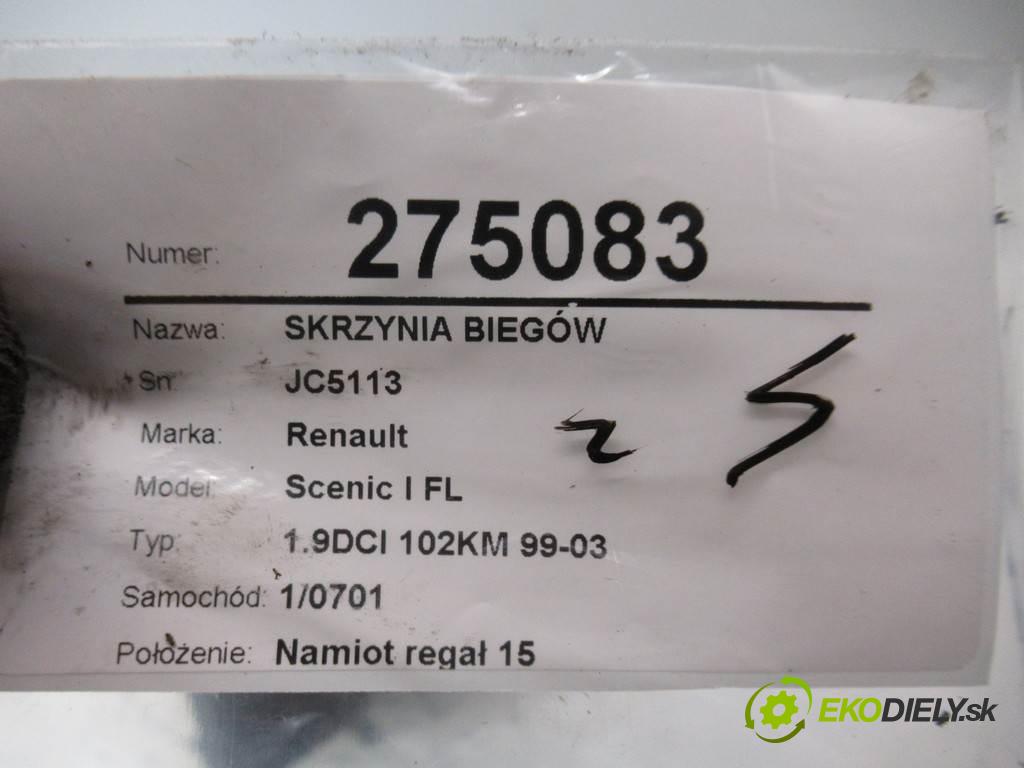 Numer: 275083
Nazwa: SKRZYNIA BIEGÓW
Sn: JC5113
Marka: Renault
Model: Scenic I FL
Typ: 1.9DCI 102KM 99-03
Samochód: 1/0701
Położenie: Namiot regał 15
EKODIELY.sk